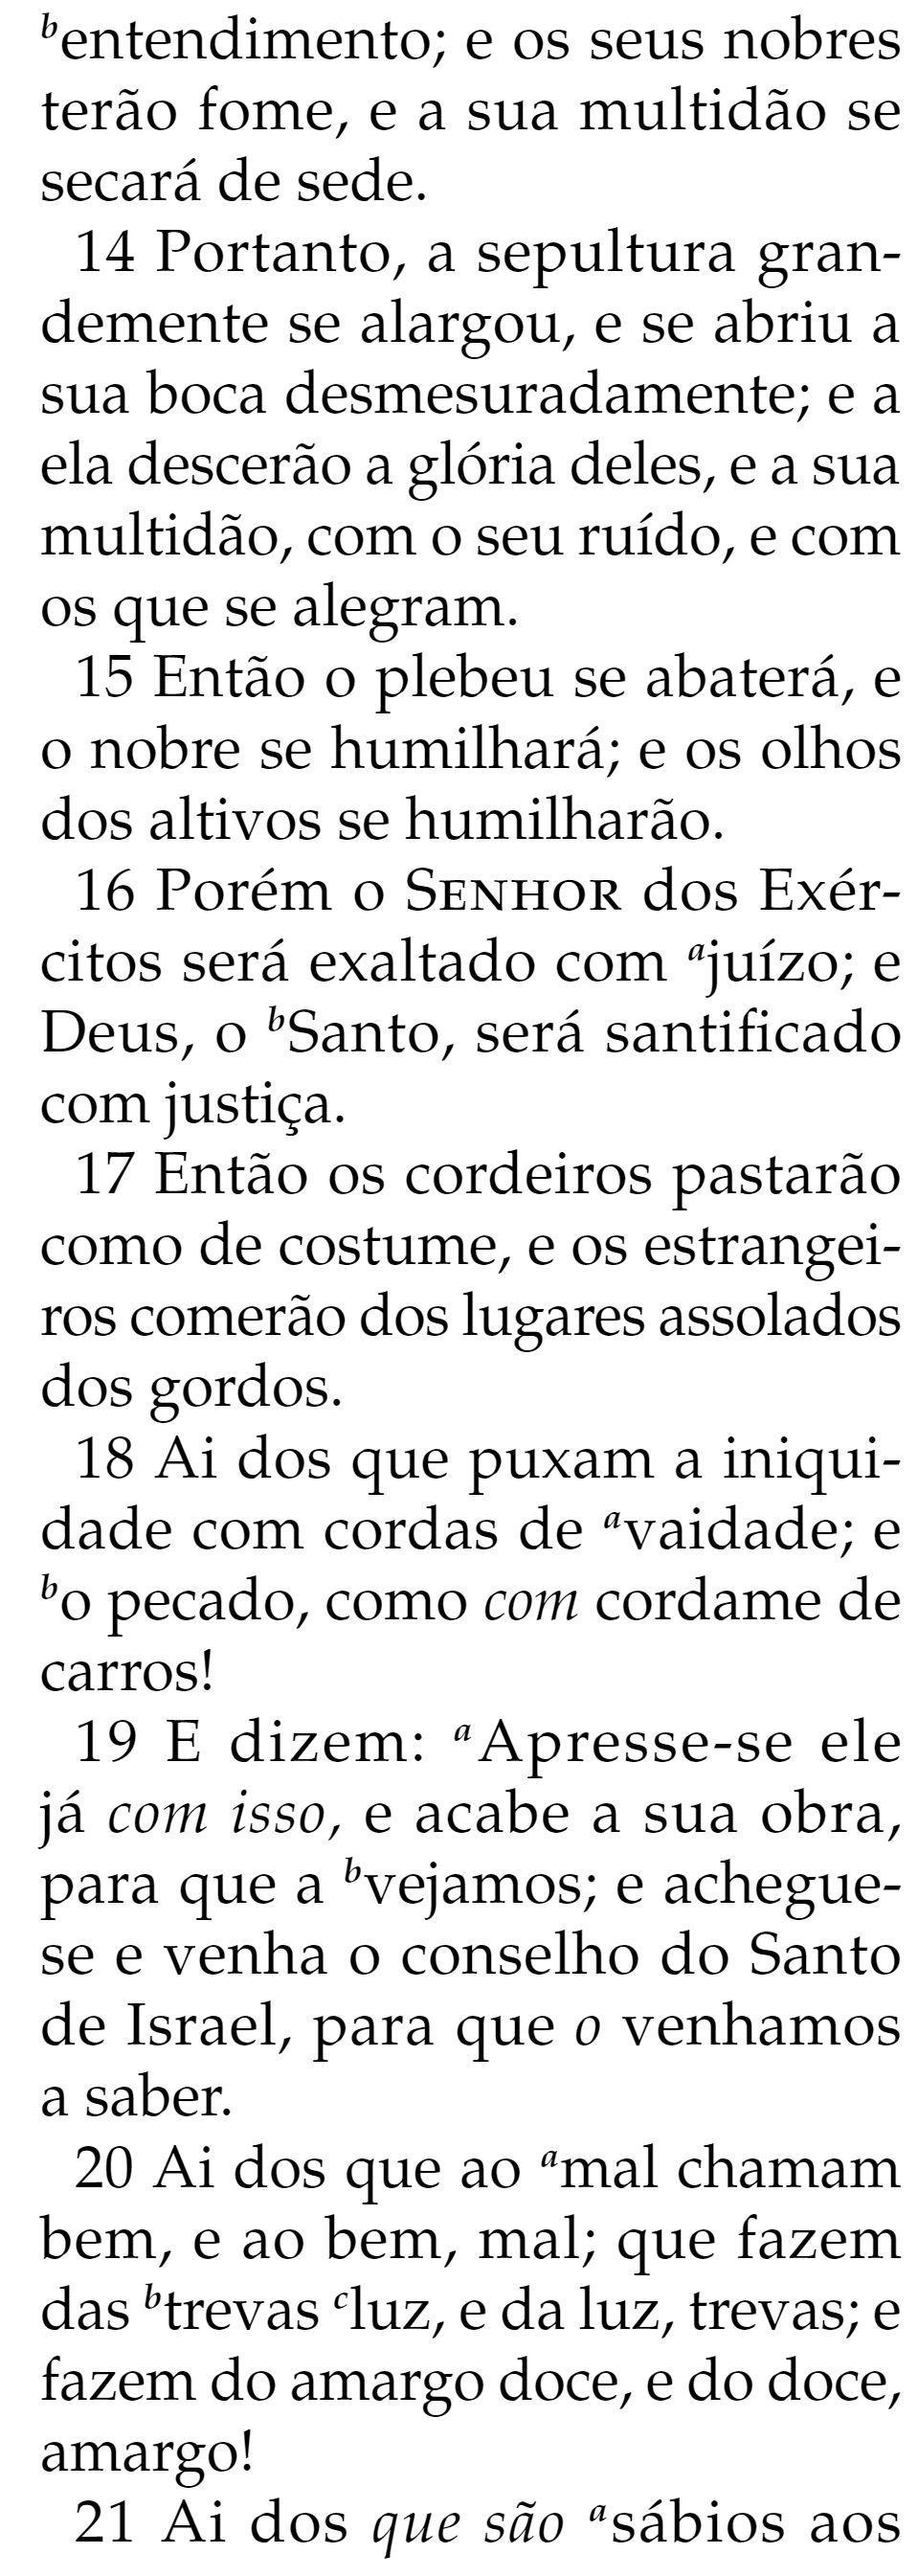 bentendimento; e os seus nobres
terão fome, e a sua multidão se
secará de sede.
14 Portanto, a sepultura gran-
demente se alargou, e se abriu a
sua boca desmesuradamente; e a
ela descerão a glória deles, e a sua
multidão, com o seu ruído, e com
os que se alegram.
15 Então o plebeu se abaterá, e
o nobre se humilhará; e os olhos
dos altivos se humilharão.
16 Porém o SENHOR dos Exér-
citos será exaltado com ajuízo; e
Deus, o bSanto, será santificado
com justiça.
17 Então os cordeiros pastarão
como de costume, e os estrangei-
ros comerão dos lugares assolados
dos gordos.
18 Ai dos que puxam a iniqui-
dade com cordas de avaidade; e
bo pecado, como com cordame de
carros!
19 E dizem: aApresse-se ele
já com isso, e acabe a sua obra,
para que a bvejamos; e achegue-
se e venha o conselho do Santo
de Israel, para que o venhamos
a saber.
20 Ai dos que ao amal chamam
bem, e ao bem, mal; que fazem
das btrevas cluz, e da luz, trevas; e
fazem do amargo doce, e do doce,
amargo!
21 Ai dos que são asábios aos